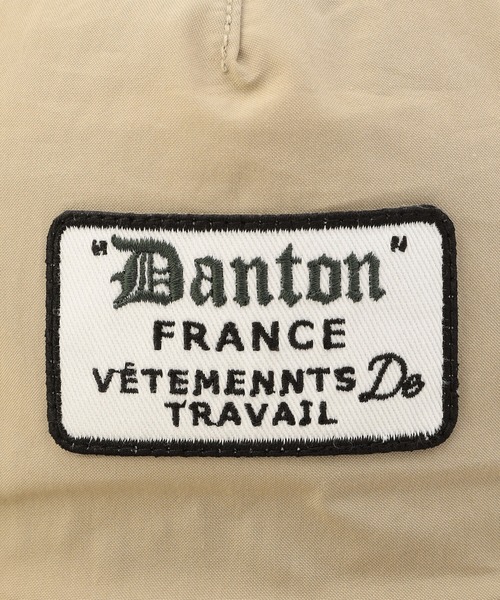 "Danton"
FRANCE
VÊTEMENNTS De
TRAVAIL